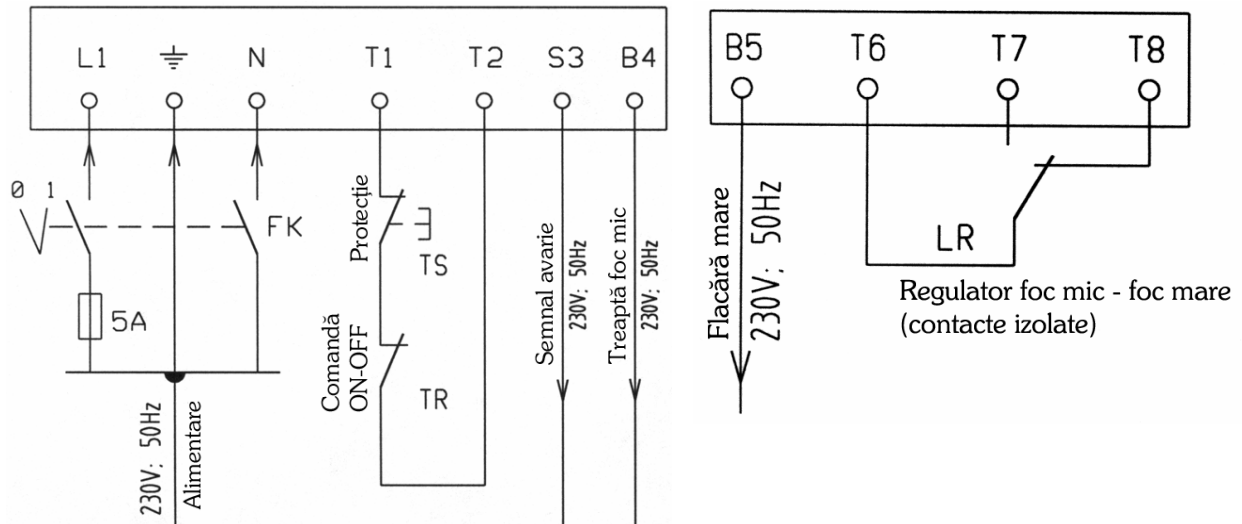 L1 N T1 T2 S3 B4
0 1
FK
5A
230V; 50Hz
Alimentare
Protecție
TS
Comandă
ON-OFF
TR
Semnal avarie
230V; 50Hz
Treaptă foc mic
230V; 50Hz
B5 T6 T7 T8
Flacără mare
230V; 50Hz
LR
Regulator foc mic - foc mare
(contacte izolate)